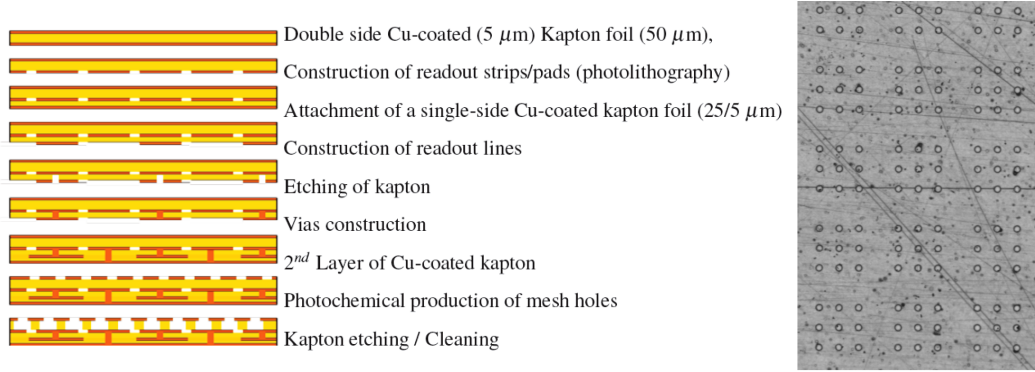 Double side Cu-coated (5 μm) Kapton foil (50 μm),
Construction of readout strips/pads (photolithography)
Attachment of a single-side Cu-coated kapton foil (25/5 μm)
Construction of readout lines
Etching of kapton
Vias construction
2nd Layer of Cu-coated kapton
Photochemical production of mesh holes
Kapton etching / Cleaning